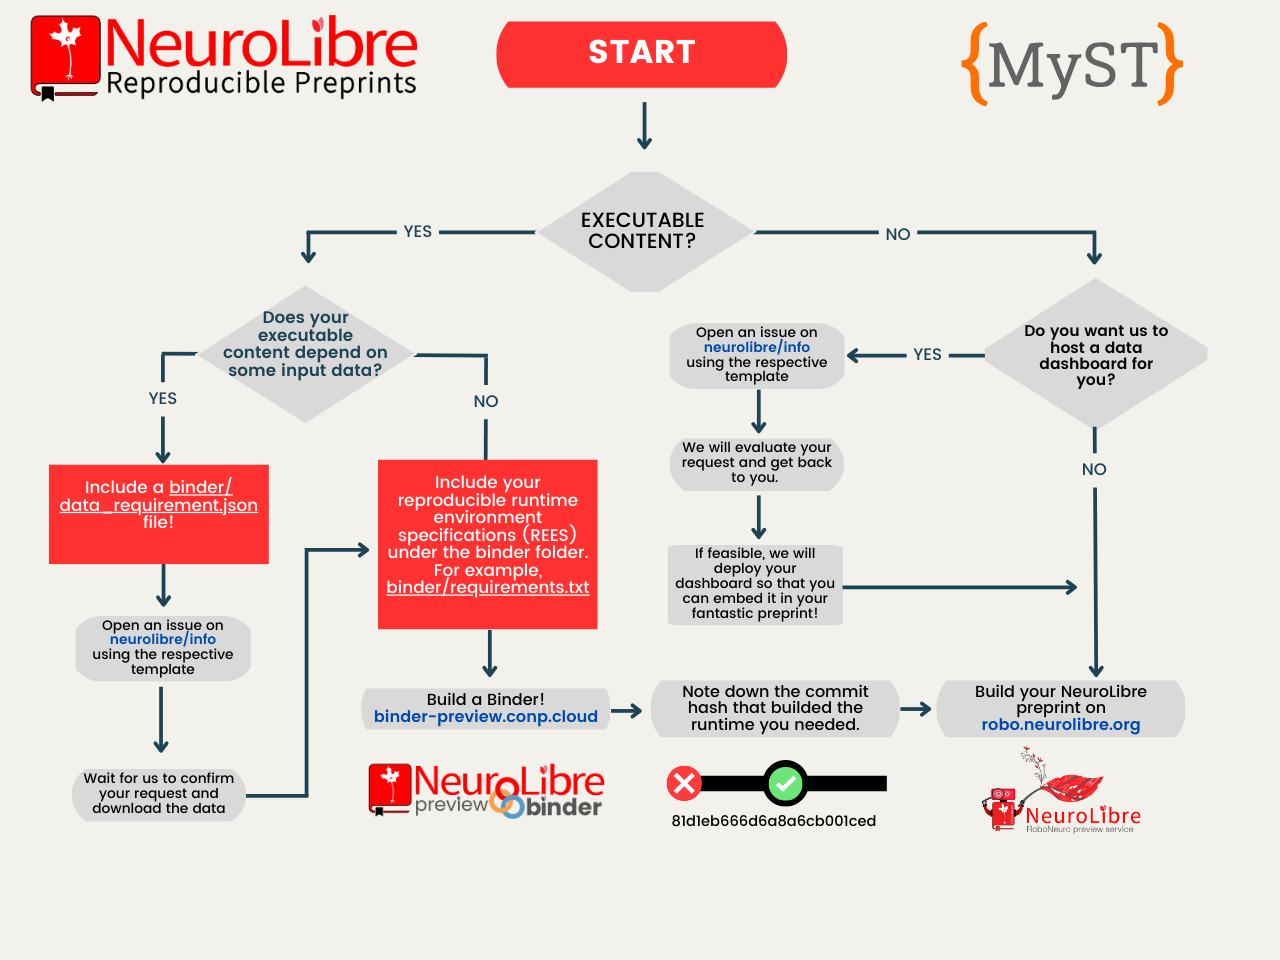 NeuroLibre
Reproducible Preprints
START
{MyST}
EXECUTABLE
CONTENT?
YES
NO
Does your
executable
content depend on
some input data?
YES
NO
Include a binder/
data_requirement.json
file!
Open an issue on
neurolibre/info
using the respective
template
Wait for us to confirm
your request and
download the data
Include your
reproducible runtime
environment
specifications (REES)
under the binder folder.
For example,
binder/requirements.txt
Build a Binder!
binder-preview.conp.cloud
NeuroLibre
preview binder
Do you want us to
host a data
dashboard for
you?
YES
NO
Open an issue on
neurolibre/info
using the respective
template
We will evaluate your
request and get back
to you.
If feasible, we will
deploy your
dashboard so that you
can embed it in your
fantastic preprint!
Note down the commit
hash that builded the
runtime you needed.
81d1eb666d6a8a6cb001ced
Build your NeuroLibre
preprint on
robo.neurolibre.org
NeuroLibre
RoboNeuro preview service